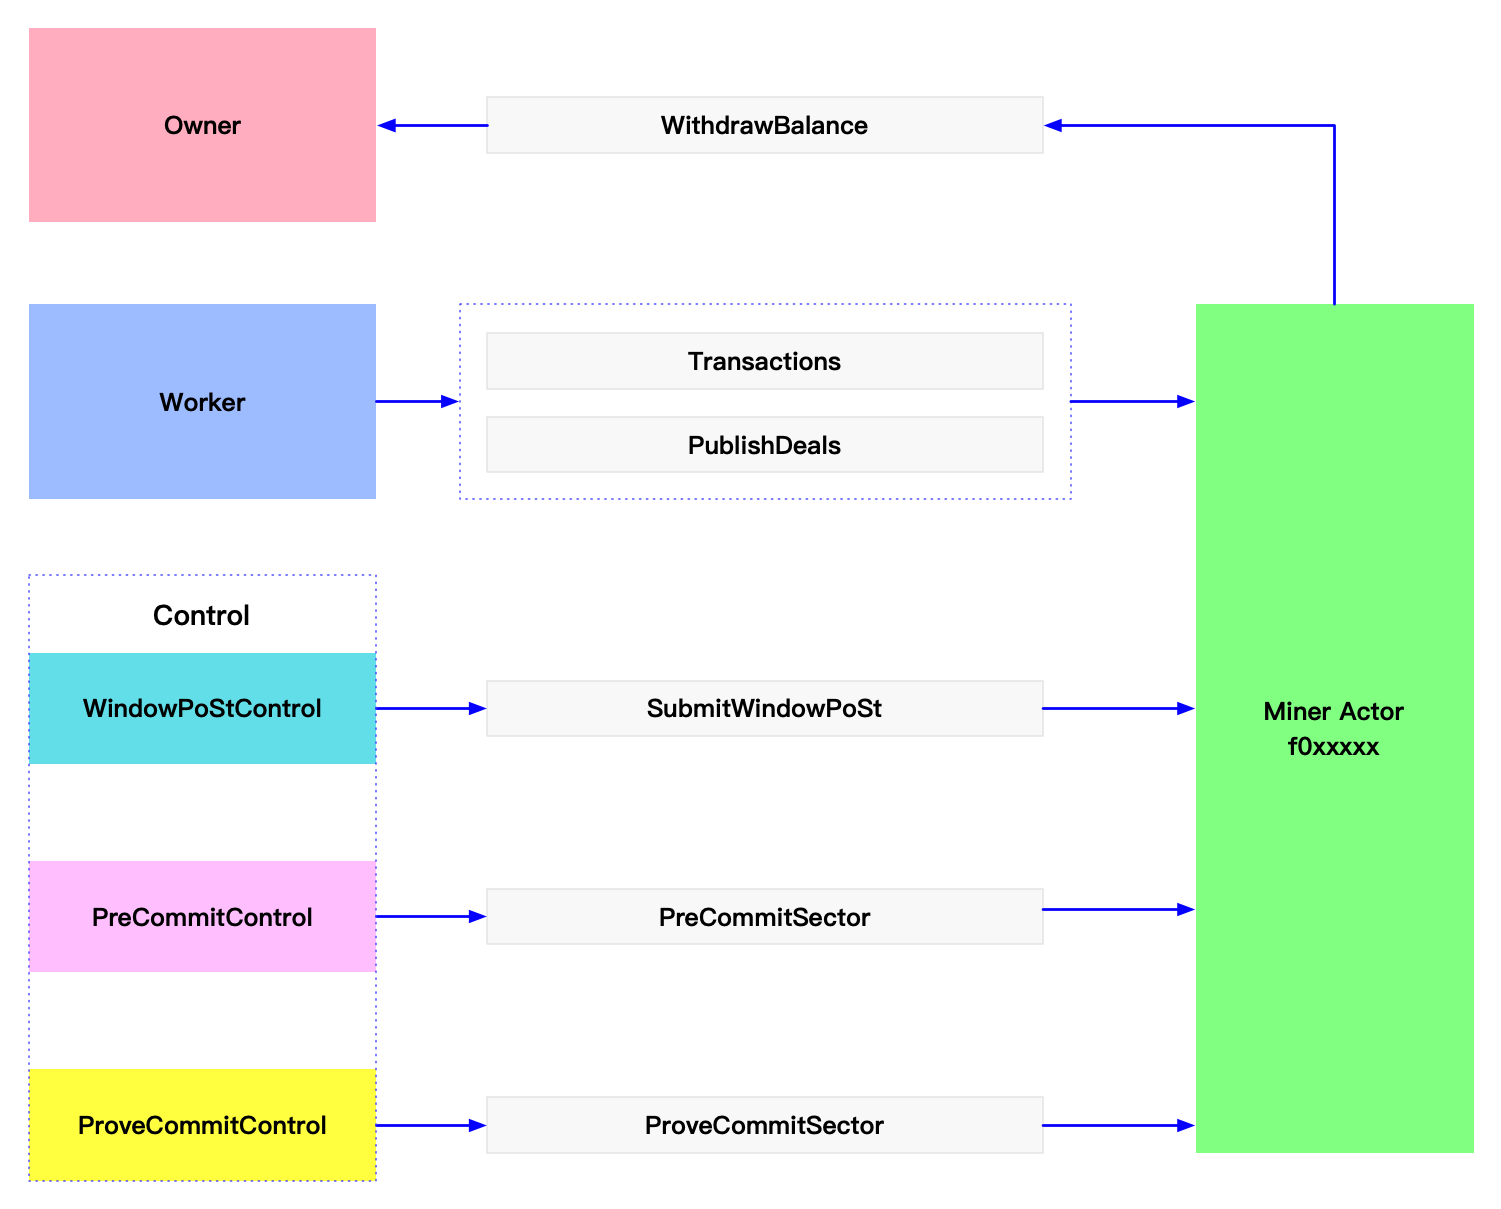 Owner
WithdrawBalance
Worker
Transactions
PublishDeals
Control
WindowPoStControl
SubmitWindowPoSt
Miner Actor
f0xxxxx
PreCommitControl
PreCommitSector
ProveCommitControl
ProveCommitSector